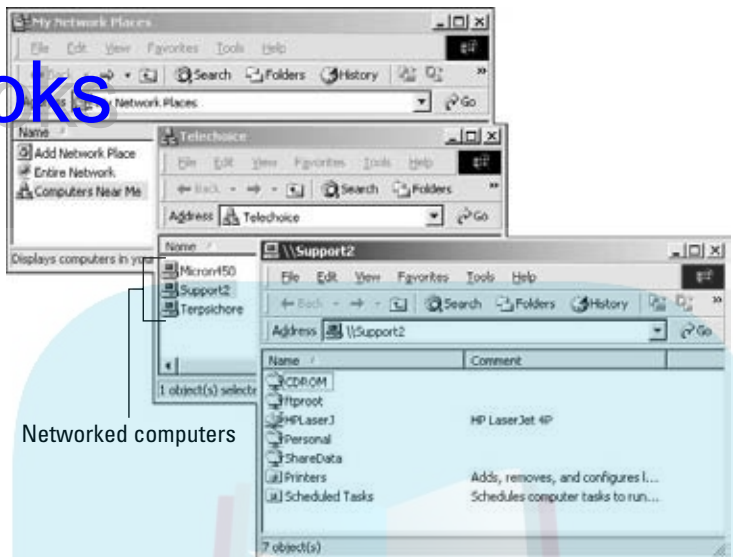 My Network Places
File Edit View Favorites Tools Help
Search Folders History
oks
My Network Places Go
Name
Add Network Place
Entire Network
Computers Near Me
Displays computers in you
Telechoice
File Edit View Favorites Tools Help
Back Search Folders
Address Telechoice Go
Name
Micron450
Support2
Terpsichore
1 object(s) selecte
\\Support2
File Edit View Favorites Tools Help
Back Search Folders History
Address \\Support2 Go
Name Comment
CDROM
ftproot
HPLaserJ HP LaserJet 4P
Personal
ShareData
Printers Adds, removes, and configures l...
Scheduled Tasks Schedules computer tasks to run...
7 object(s)
Networked computers